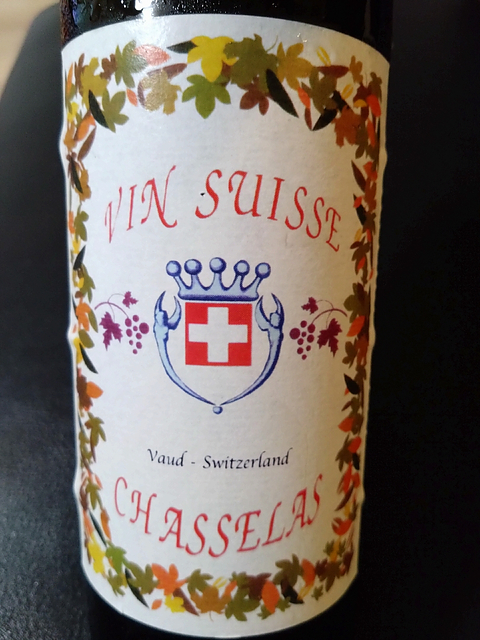 VIN SUISSE
Vaud - Switzerland
CHASSELAS